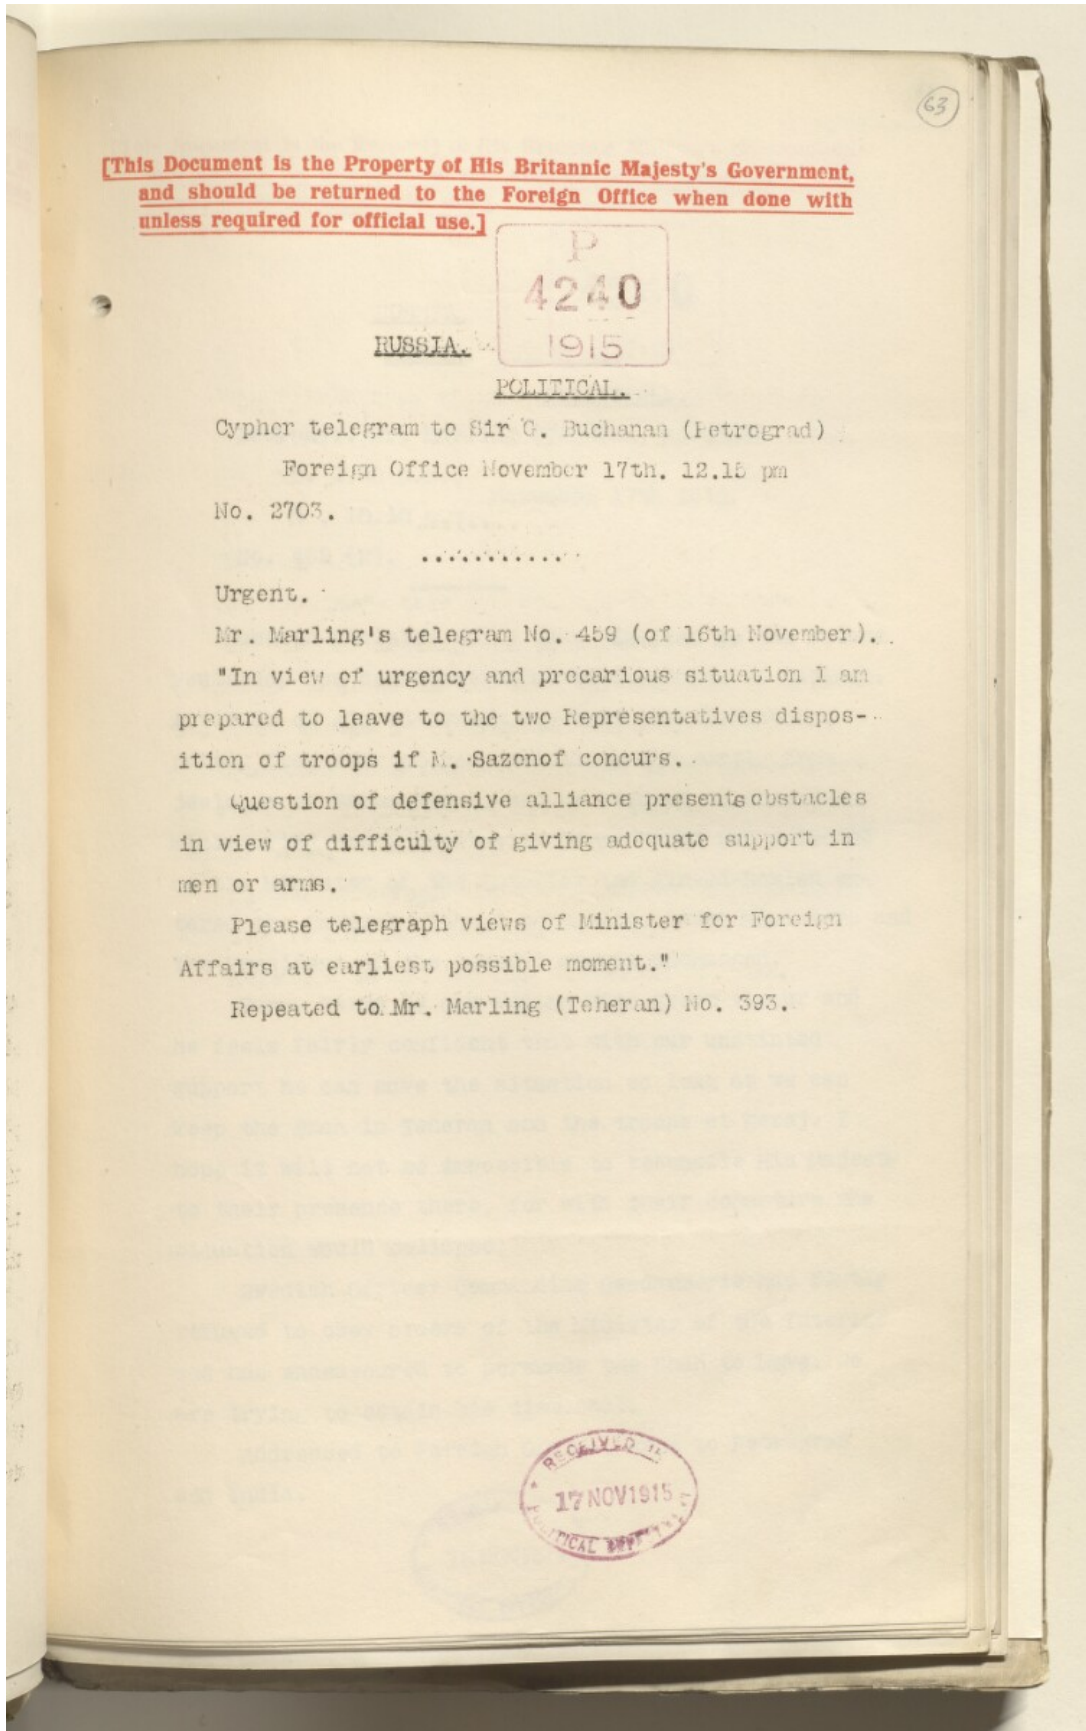 63
[This Document is the Property of His Britannic Majesty's Government,
and should be returned to the Foreign Office when done with
unless required for official use.]
P
4240
1915
RUSSIA.
POLITICAL.
Cypher telegram to Sir G. Buchanan (Petrograd)
Foreign Office November 17th. 12.15 pm
No. 2703.
............
Urgent.
Mr. Marling's telegram No. 459 (of 16th November).
"In view of urgency and precarious situation I am
prepared to leave to the two Representatives dispos-
ition of troops if M. Sazonof concurs.
Question of defensive alliance presents obstacles
in view of difficulty of giving adequate support in
men or arms.
Please telegraph views of Minister for Foreign
Affairs at earliest possible moment."
Repeated to Mr. Marling (Teheran) No. 393.
RECEIVED IN
17 NOV 1915
POLITICAL